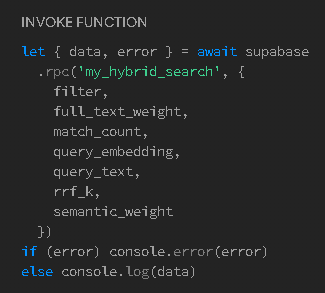 INVOKE FUNCTION
let { data, error } = await supabase
  .rpc('my_hybrid_search', {
    filter,
    full_text_weight,
    match_count,
    query_embedding,
    query_text,
    rrf_k,
    semantic_weight
  })
if (error) console.error(error)
else console.log(data)